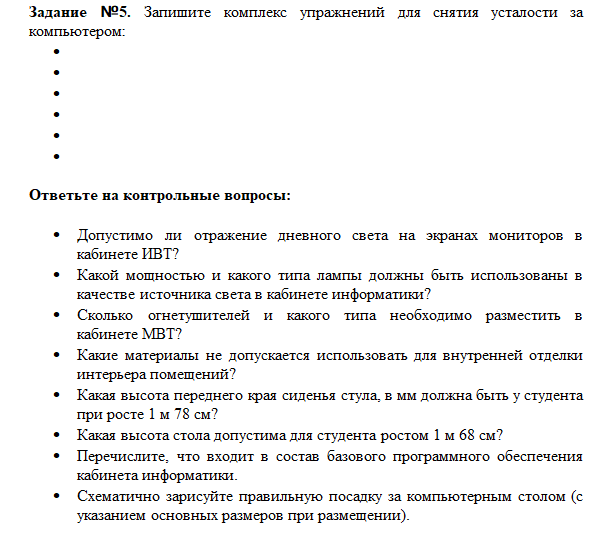 Задание №5. Запишите комплекс упражнений для снятия усталости за
компьютером:
•
•
•
•
•
•
Ответьте на контрольные вопросы:
• Допустимо ли отражение дневного света на экранах мониторов в
кабинете ИВТ?
• Какой мощностью и какого типа лампы должны быть использованы в
качестве источника света в кабинете информатики?
• Сколько огнетушителей и какого типа необходимо разместить в
кабинете МВТ?
• Какие материалы не допускается использовать для внутренней отделки
интерьера помещений?
• Какая высота переднего края сиденья стула, в мм должна быть у студента
при росте 1 м 78 см?
• Какая высота стола допустима для студента ростом 1 м 68 см?
• Перечислите, что входит в состав базового программного обеспечения
кабинета информатики.
• Схематично зарисуйте правильную посадку за компьютерным столом (с
указанием основных размеров при размещении).